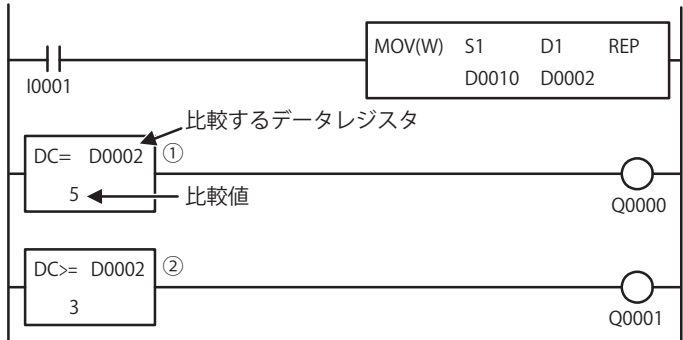 MOV(W) S1 D1 REP
D0010 D0002
I0001
比較するデータレジスタ
DC= D0002 ①
5 比較値
Q0000
DC>= D0002 ②
3
Q0001